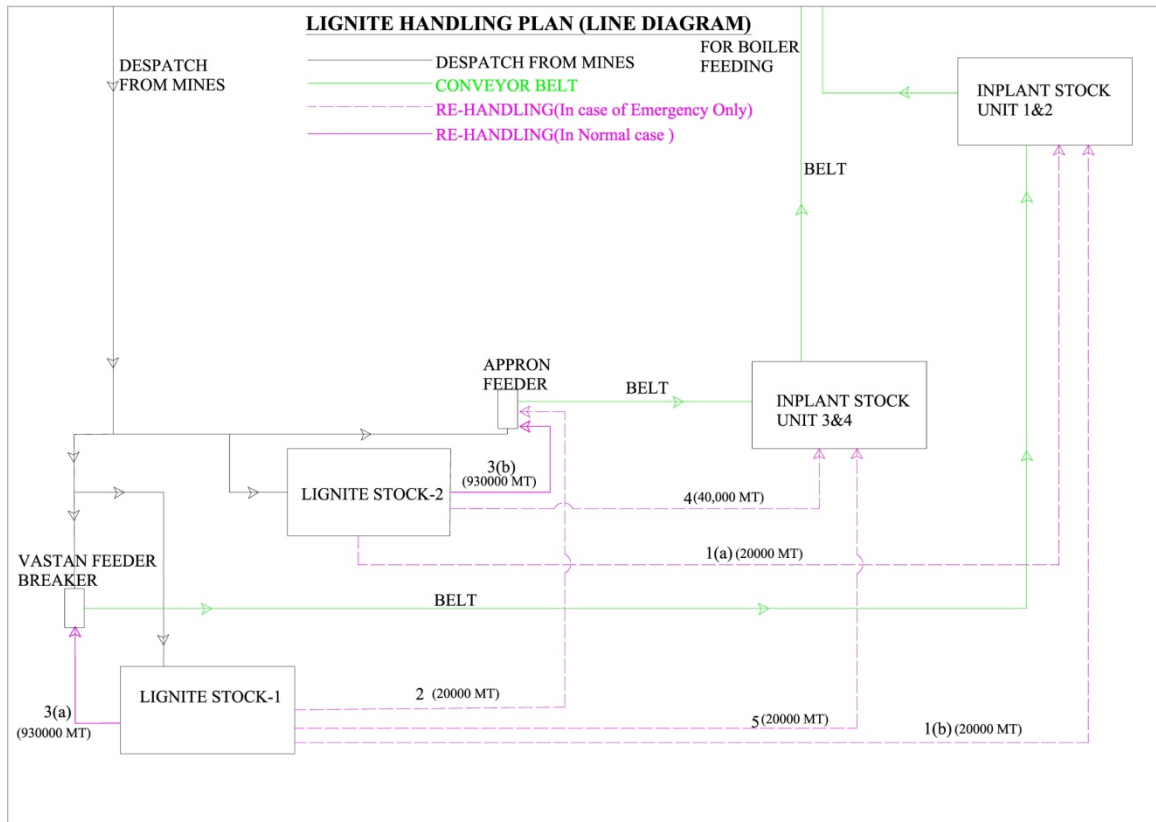 LIGNITE HANDLING PLAN (LINE DIAGRAM)
DESPATCH
FROM MINES
DESPATCH FROM MINES
CONVEYOR BELT
RE-HANDLING(In case of Emergency Only)
RE-HANDLING(In Normal case )
FOR BOILER
FEEDING
INPLANT STOCK
UNIT 1&2
BELT
APPRON
FEEDER
BELT
INPLANT STOCK
UNIT 3&4
3(b)
(930000 MT)
LIGNITE STOCK-2
4(40,000 MT)
1(a)(20000 MT)
VASTAN FEEDER
BREAKER
BELT
LIGNITE STOCK-1
2 (20000 MT)
3(a)
(930000 MT)
5(20000 MT)
1(b)(20000 MT)